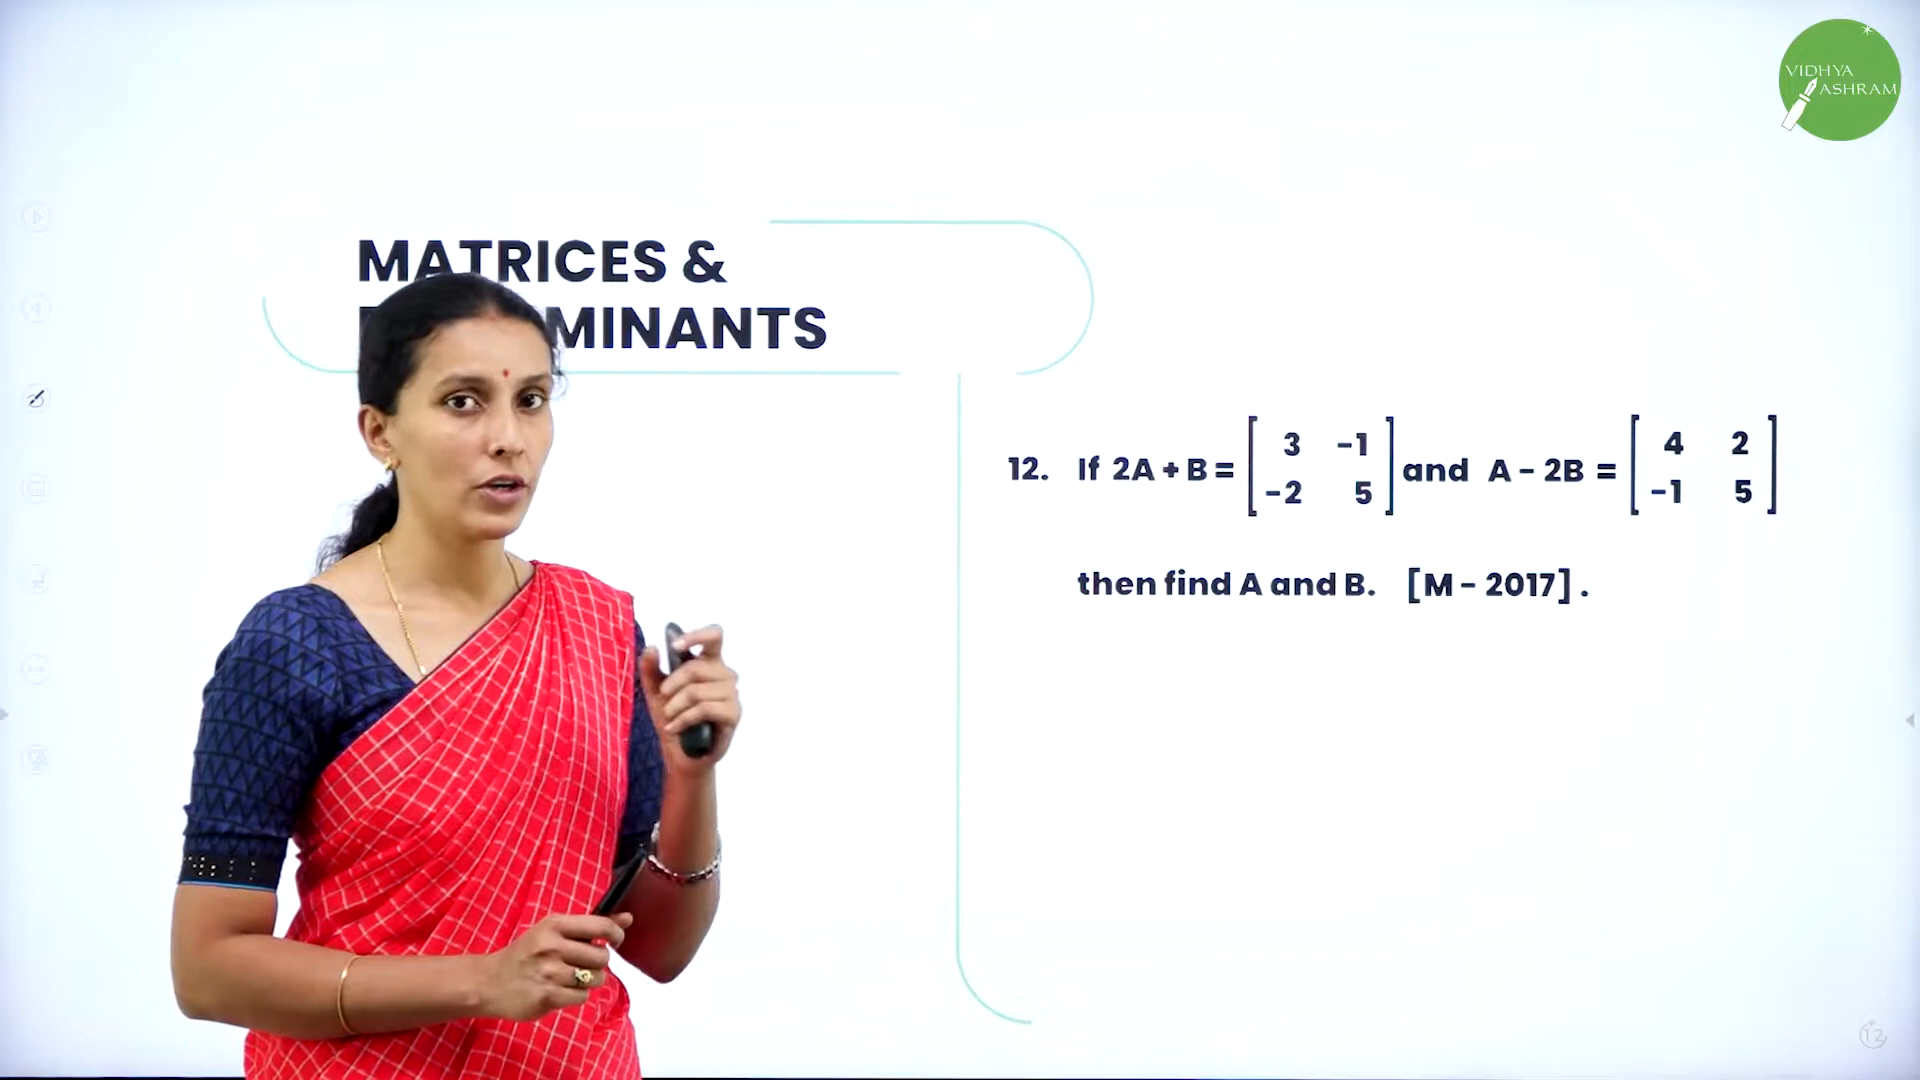 VIDHYA
ASHRAM
MATRICES &
MINANTS
12. If 2A + B = [ 3 -1 ] and A - 2B = [ 4 2 ]
[ -2 5 ] [ -1 5 ]
then find A and B. [M - 2017] .
12